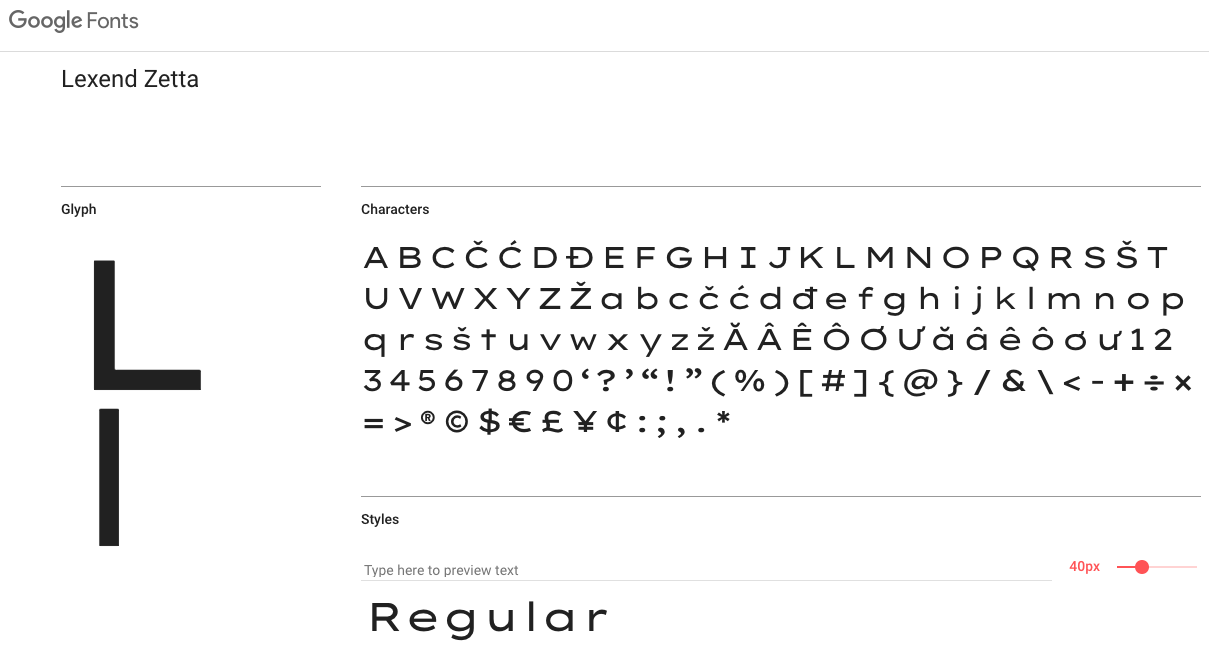 Google Fonts
Lexend Zetta
Glyph
L
l
Characters
A B C Č Ć D Đ E F G H I J K L M N O P Q R S Š T
U V W X Y Z Ž a b c č ć d đ e f g h i j k l m n o p
q r s š t u v w x y z ž Ă Â Ê Ô Ơ Ư ă â ê ô ơ ư 1 2
3 4 5 6 7 8 9 0 ‘ ? ’ “ ! ” ( % ) [ # ] { @ } / & \ < - + ÷ ×
= > ® © $ € £ ¥ ¢ : ; , . *
Styles
Type here to preview text
40px
Regular